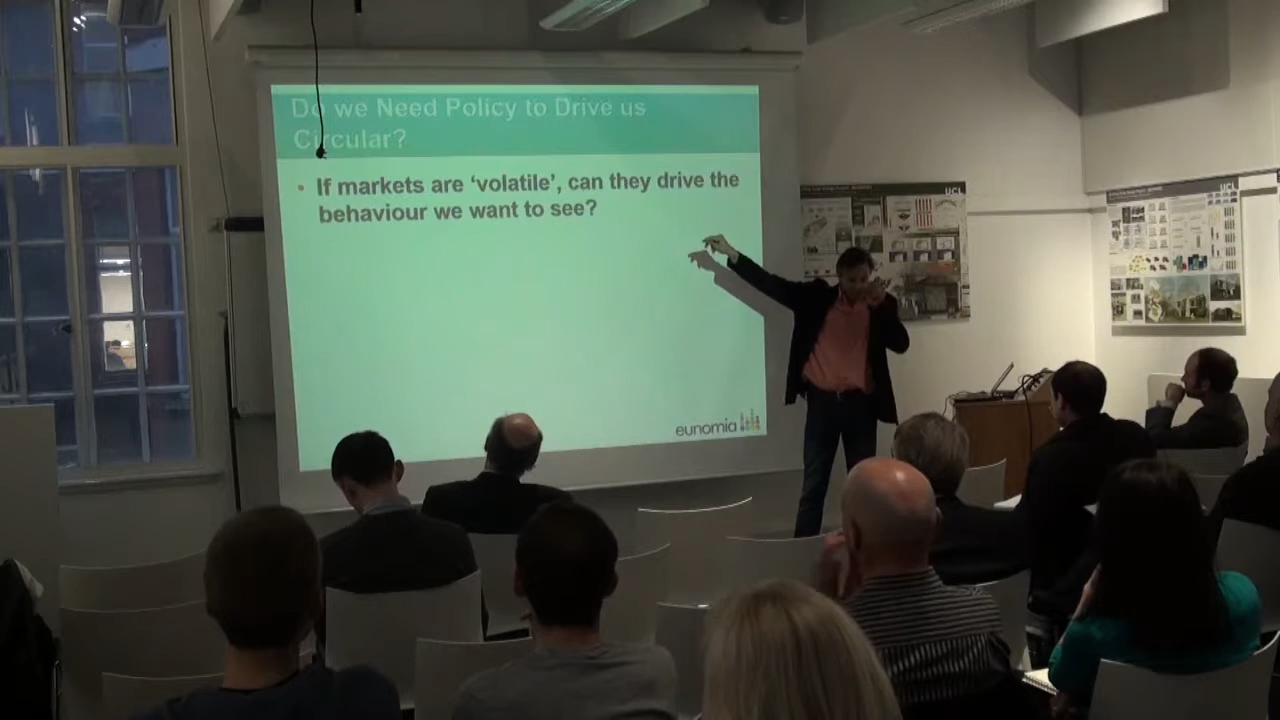 Do we Need Policy to Drive us
Circular?
• If markets are ‘volatile’, can they drive the
behaviour we want to see?
eunomia
UCL
UCL